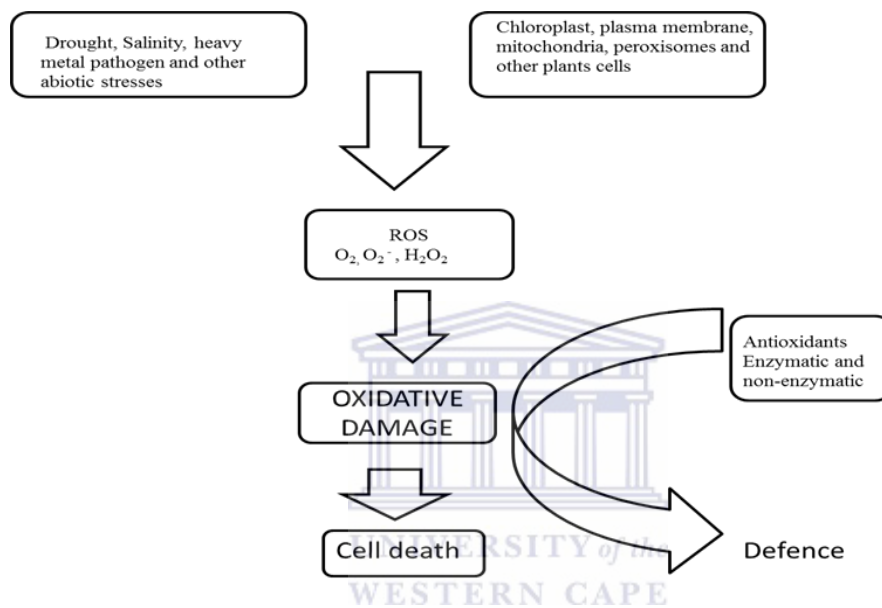 Drought, Salinity, heavy
metal pathogen and other
abiotic stresses
Chloroplast, plasma membrane,
mitochondria, peroxisomes and
other plants cells
ROS
O₂, O₂⁻, H₂O₂
Antioxidants
Enzymatic and
non-enzymatic
OXIDATIVE
DAMAGE
Cell death
Defence
UNIVERSITY of the
WESTERN CAPE